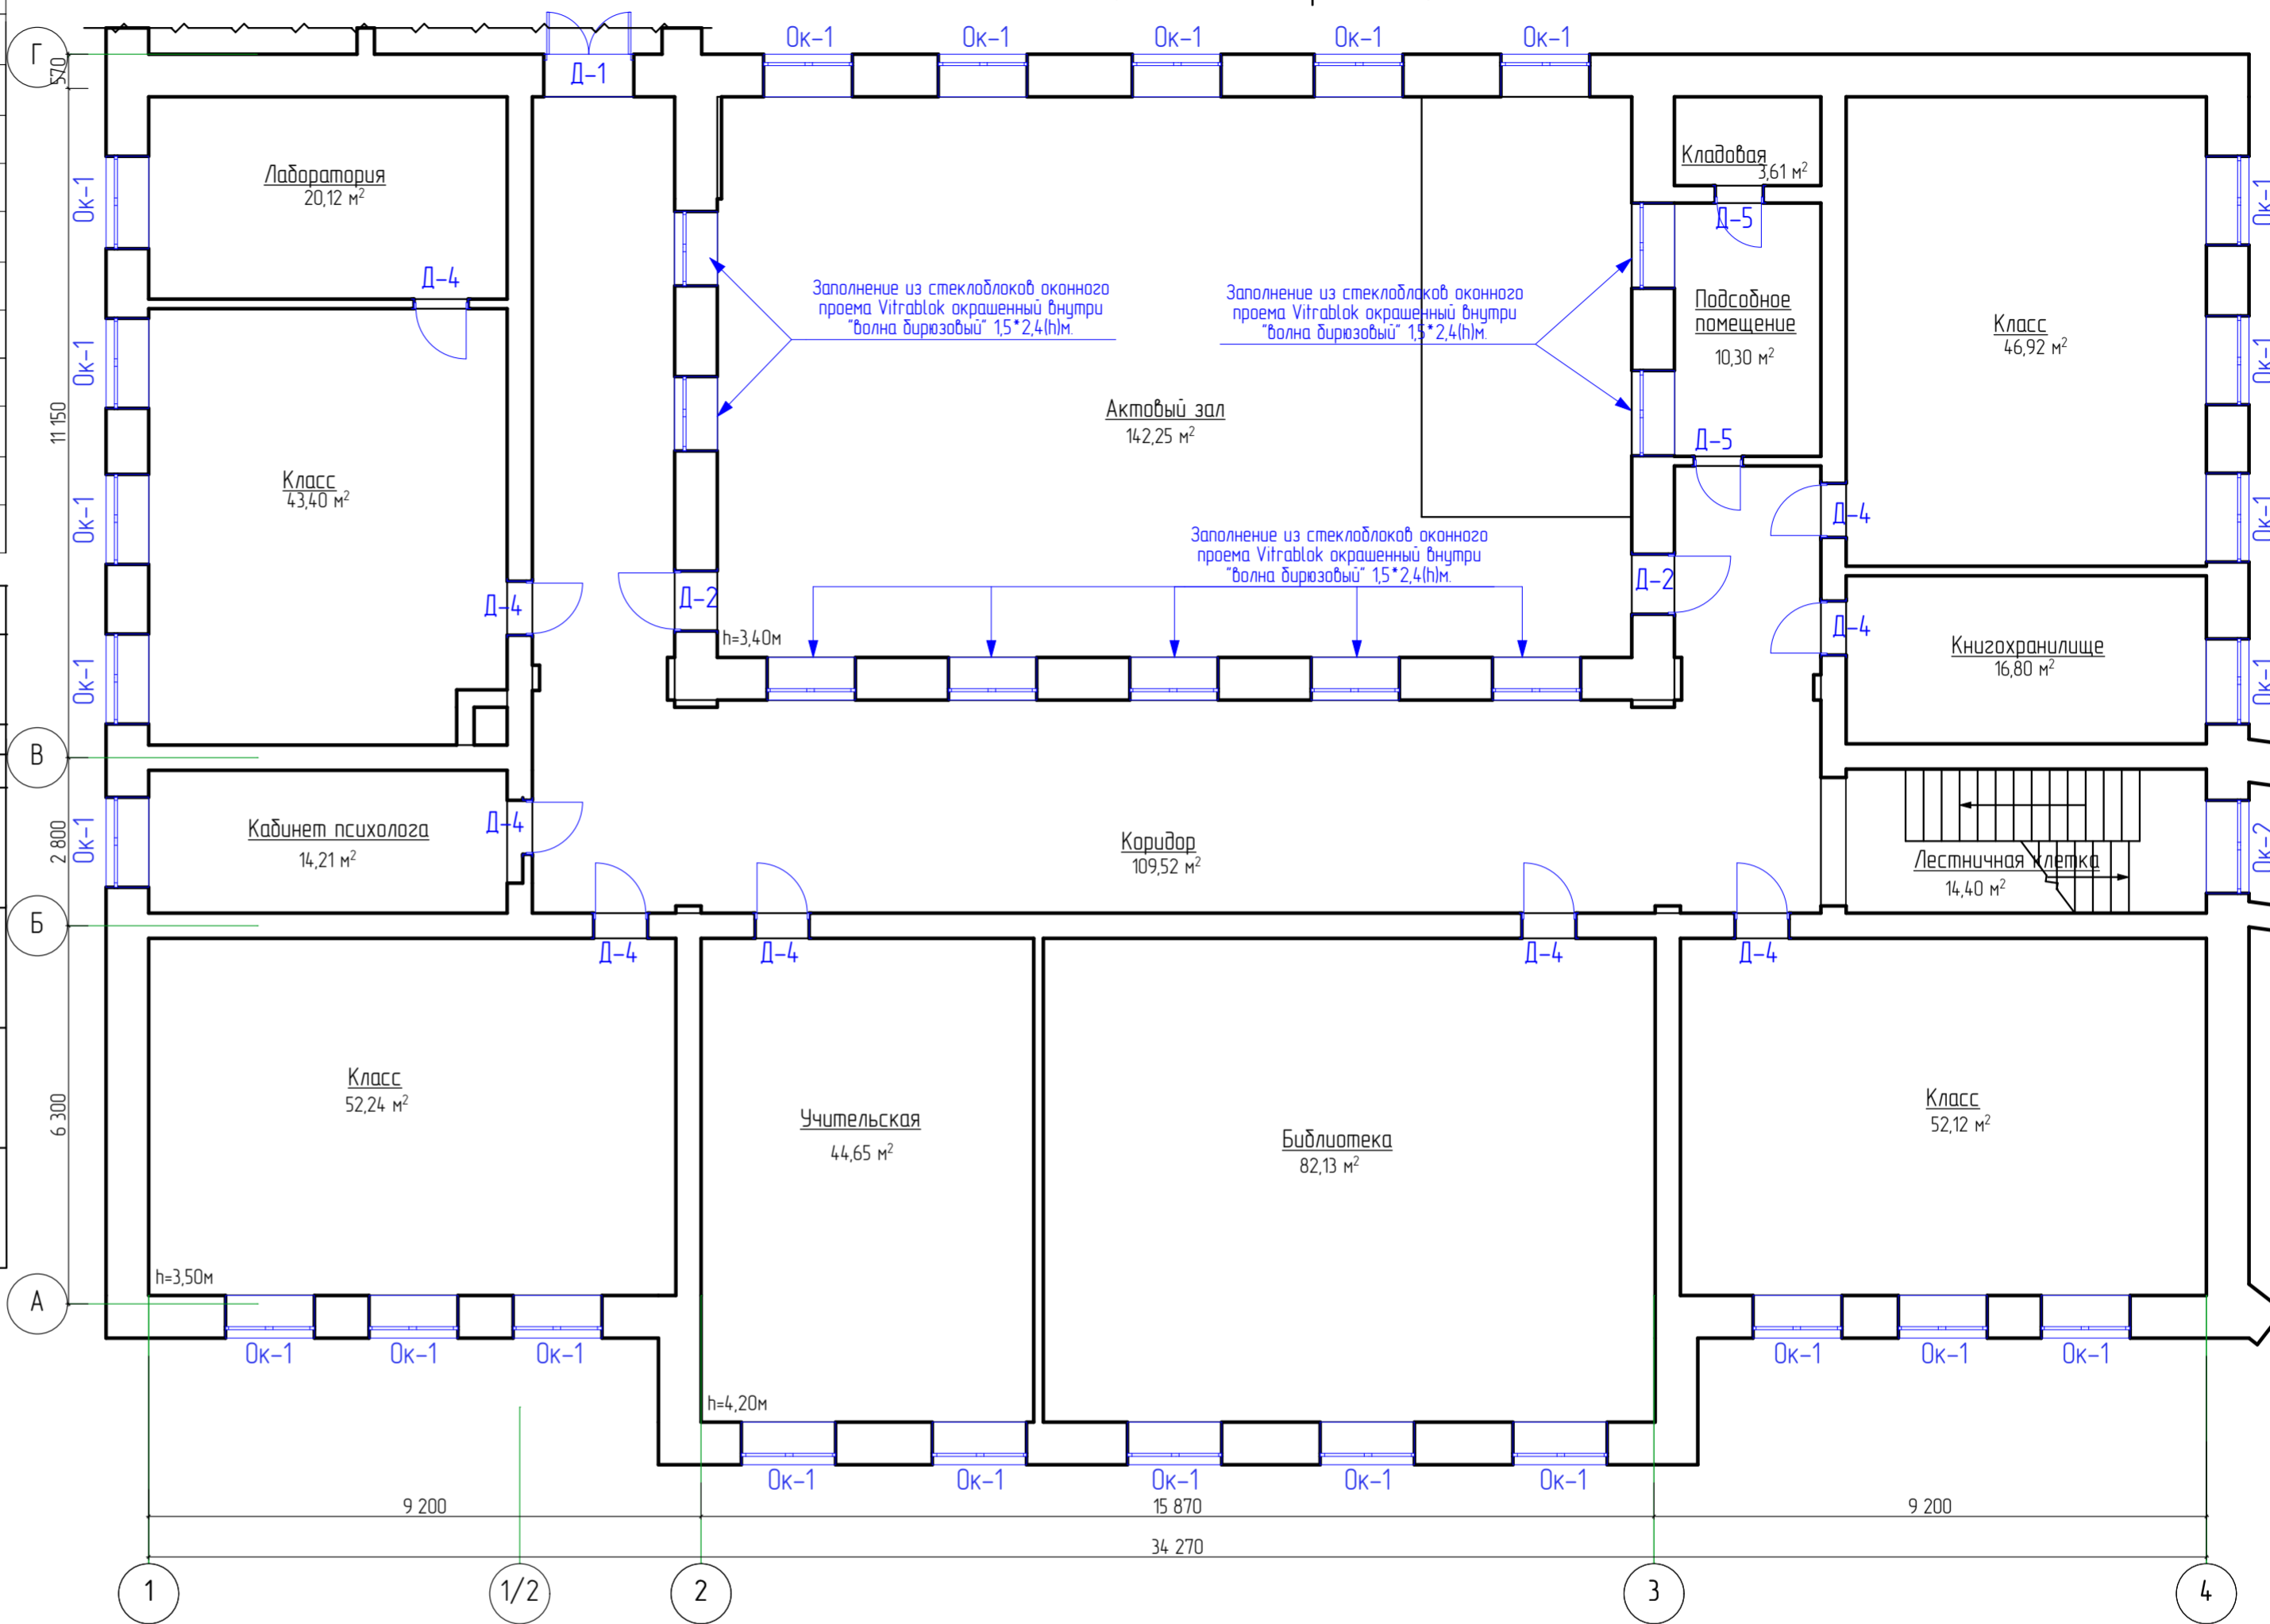 Г
570
Д-1
Ок-1
Ок-1
Ок-1
Ок-1
Ок-1
Лаборатория
20,12 м²
Ок-1
Кладовая
3,61 м²
Д-5
Ок-1
Д-4
Заполнение из стеклоблоков оконного
проема Vitrablok окрашенный внутри
"волна бирюзовый" 1,5*2,4(h)м.
Заполнение из стеклоблоков оконного
проема Vitrablok окрашенный внутри
"волна бирюзовый" 1,5*2,4(h)м.
Подсобное
помещение
10,30 м²
Класс
46,92 м²
Ок-1
Ок-1
11 150
Актовый зал
142,25 м²
Д-5
Класс
43,40 м²
Ок-1
Д-4
Ок-1
Заполнение из стеклоблоков оконного
проема Vitrablok окрашенный внутри
"волна бирюзовый" 1,5*2,4(h)м.
Д-4
Д-2
Д-2
Д-4
h=3,40м
Книгохранилище
16,80 м²
Ок-1
Ок-1
В
2 800
Ок-1
Кабинет психолога
14,21 м²
Д-4
Коридор
109,52 м²
Лестничная клетка
14,40 м²
Ок-2
Б
Д-4
Д-4
Д-4
Д-4
6 300
Класс
52,24 м²
Учительская
44,65 м²
Библиотека
82,13 м²
Класс
52,12 м²
h=3,50м
А
Ок-1
Ок-1
Ок-1
Ок-1
Ок-1
Ок-1
h=4,20м
Ок-1
Ок-1
Ок-1
Ок-1
Ок-1
9 200
15 870
9 200
34 270
1
1/2
2
3
4